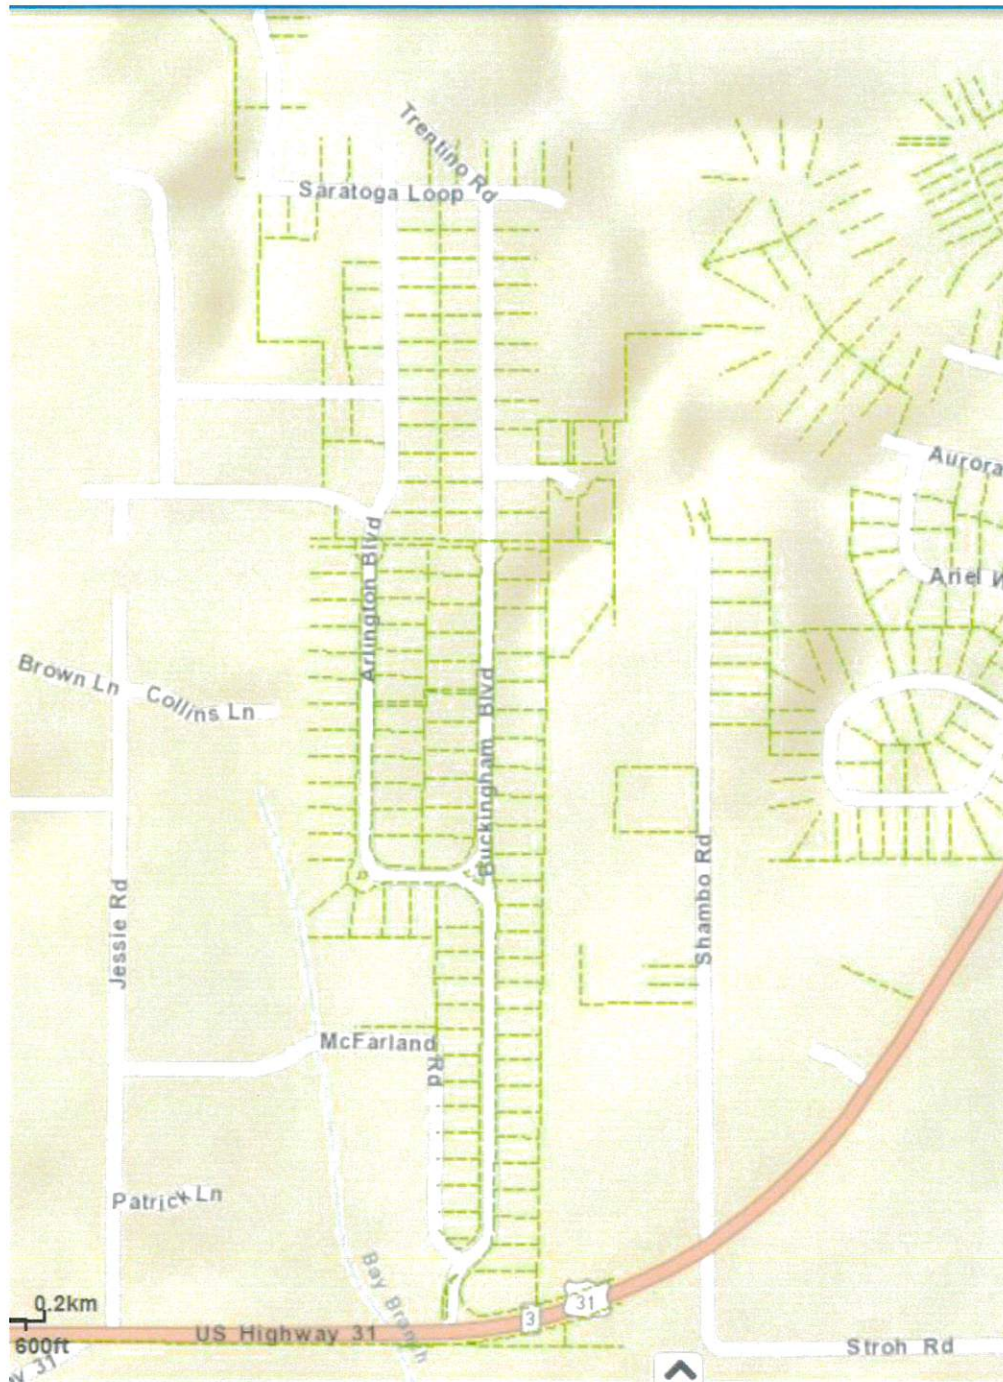 Trentino Rd
Saratoga Loop
Aurora
Arlington Blvd
Ariel W
Brown Ln
Collins Ln
Buckingham Blvd
Jessie Rd
Shambo Rd
McFarland Rd
Patrick Ln
Bay Branch
0.2km
600ft
31
3
US Highway 31
Stroh Rd
y 31